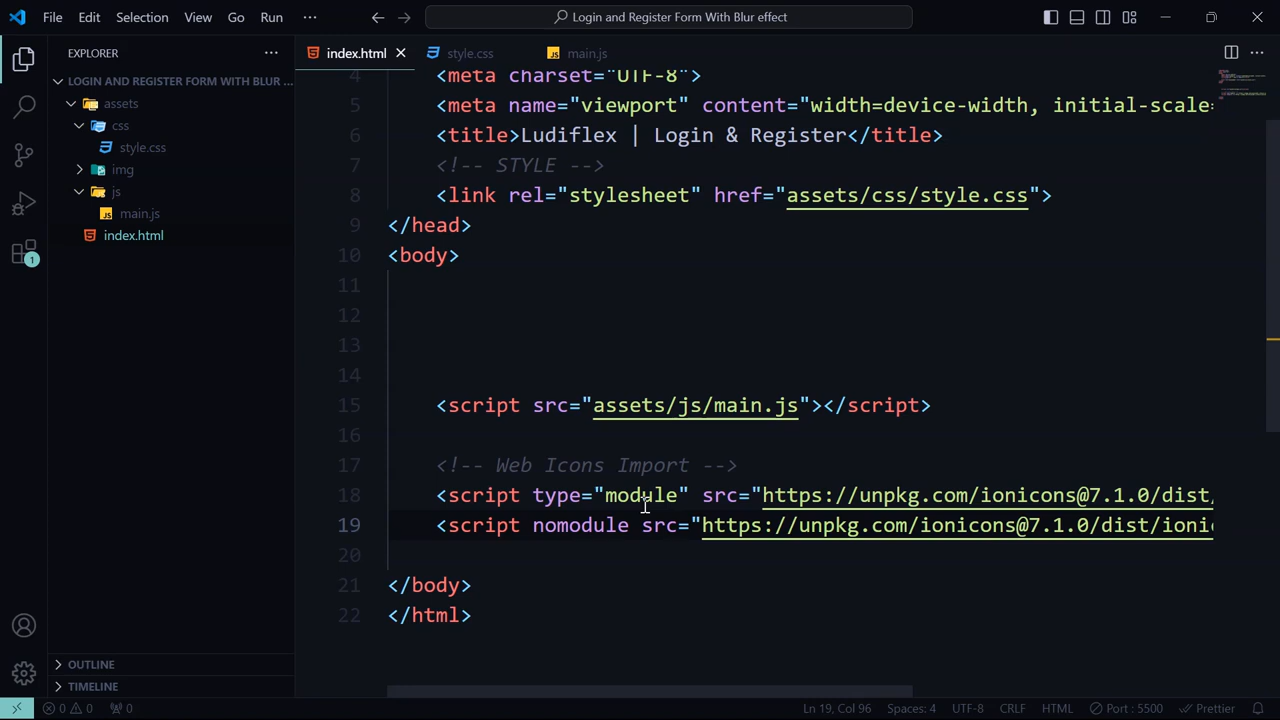 File Edit Selection View Go Run ··· Login and Register Form With Blur effect
EXPLORER ···
LOGIN AND REGISTER FORM WITH BLUR ...
assets
css
style.css
img
js
main.js
index.html
OUTLINE
TIMELINE
1
index.html style.css JS main.js
4 <meta charset="UTF-8">
5 <meta name="viewport" content="width=device-width, initial-scale=
6 <title>Ludiflex | Login & Register</title>
7 <!-- STYLE -->
8 <link rel="stylesheet" href="assets/css/style.css">
9 </head>
10 <body>
11
12
13
14
15 <script src="assets/js/main.js"></script>
16
17 <!-- Web Icons Import -->
18 <script type="module" src="https://unpkg.com/ionicons@7.1.0/dist/
19 <script nomodule src="https://unpkg.com/ionicons@7.1.0/dist/ionic
20
21 </body>
22 </html>
0 0 0 Ln 19, Col 96 Spaces: 4 UTF-8 CRLF HTML Port : 5500 Prettier